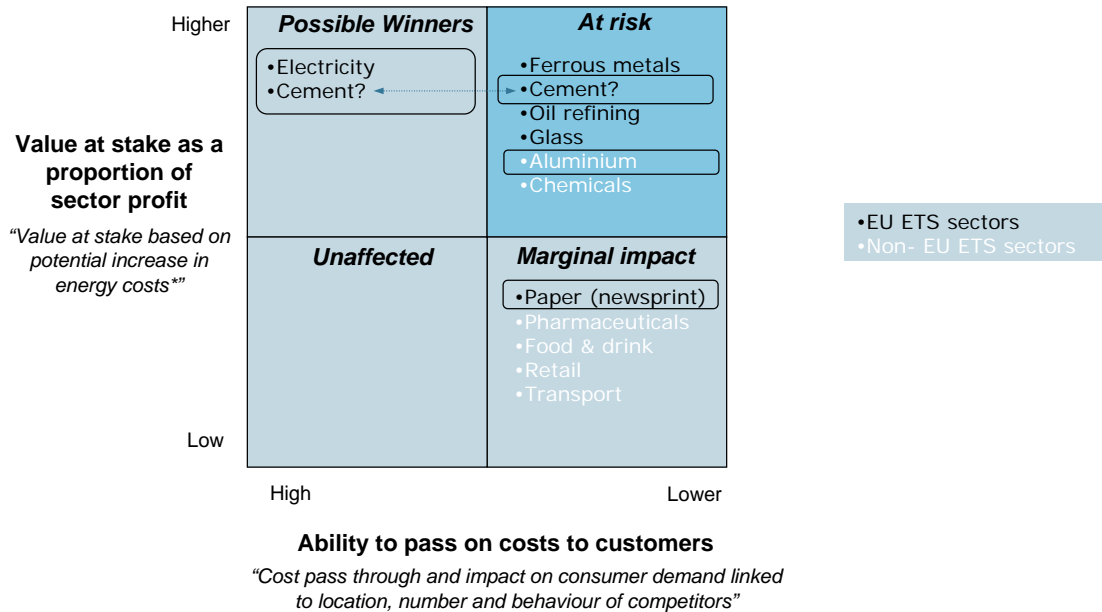 Higher
Possible Winners
•Electricity
•Cement?
At risk
•Ferrous metals
•Cement?
•Oil refining
•Glass
•Aluminium
•Chemicals
Value at stake as a
proportion of
sector profit
“Value at stake based on
potential increase in
energy costs*”
•EU ETS sectors
•Non- EU ETS sectors
Unaffected
Marginal impact
•Paper (newsprint)
•Pharmaceuticals
•Food & drink
•Retail
•Transport
Low
High
Lower
Ability to pass on costs to customers
“Cost pass through and impact on consumer demand linked
to location, number and behaviour of competitors”